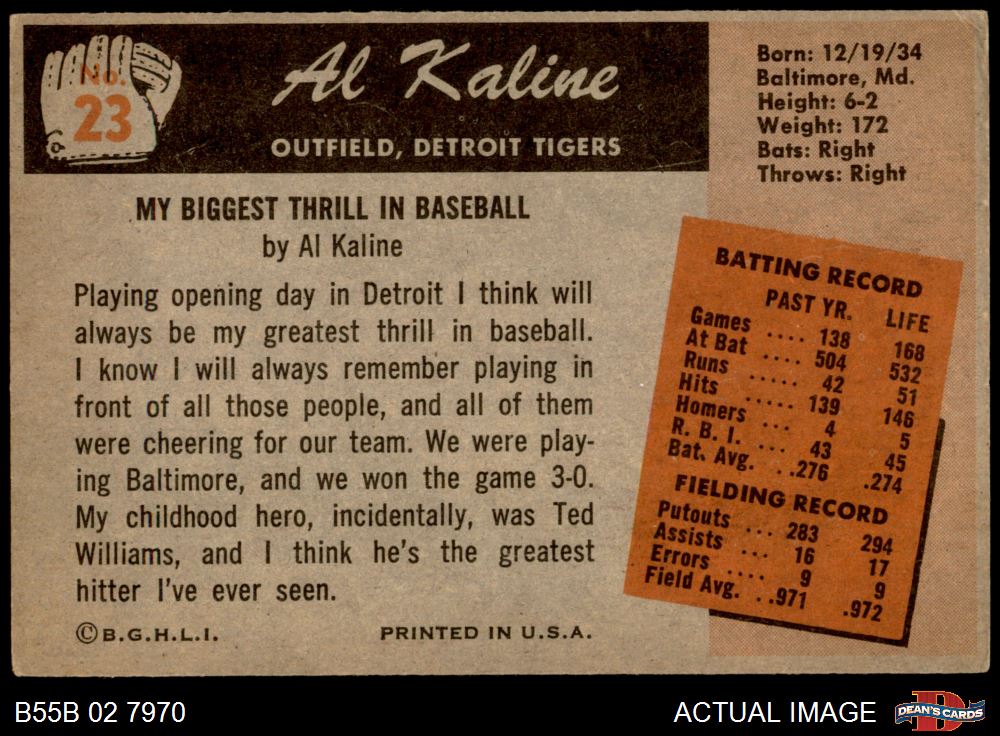 No.
23
Al Kaline
OUTFIELD, DETROIT TIGERS
Born: 12/19/34
Baltimore, Md.
Height: 6-2
Weight: 172
Bats: Right
Throws: Right
MY BIGGEST THRILL IN BASEBALL
by Al Kaline
Playing opening day in Detroit I think will
always be my greatest thrill in baseball.
I know I will always remember playing in
front of all those people, and all of them
were cheering for our team. We were play-
ing Baltimore, and we won the game 3-0.
My childhood hero, incidentally, was Ted
Williams, and I think he's the greatest
hitter I've ever seen.
©B.G.H.L.I. PRINTED IN U.S.A.
BATTING RECORD
PAST YR. LIFE
Games .... 138 168
At Bat .... 504 532
Runs ..... 42 51
Hits ..... 139 146
Homers ... 4 5
R. B. I. ... 43 45
Bat. Avg. ...276 .274
FIELDING RECORD
Putouts ... 283 294
Assists ... 16 17
Errors .... 9 9
Field Avg. ...971 .972
B55B 02 7970
ACTUAL IMAGE
DEAN'S CARDS